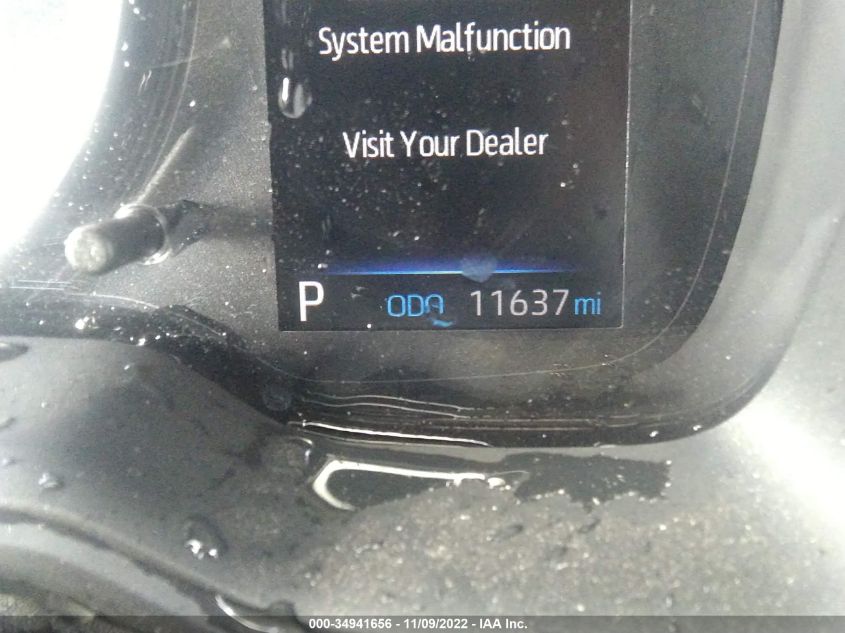 System Malfunction
Visit Your Dealer
P ODO 11637 mi
000-34941656 - 11/09/2022 - IAA Inc.